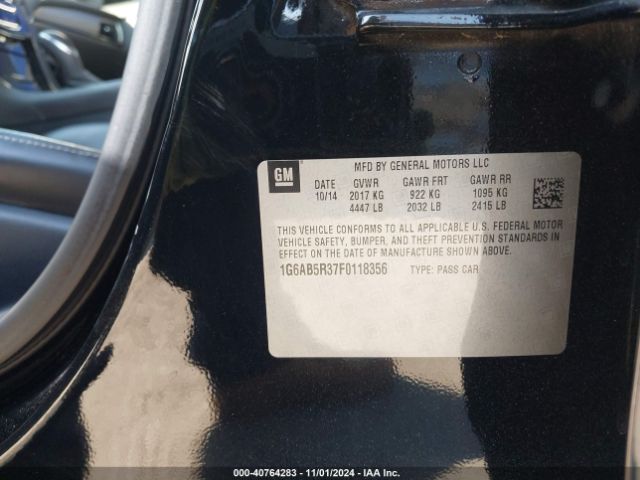 GM
MFD BY GENERAL MOTORS LLC
DATE GVWR GAWR FRT GAWR RR
10/14 2017 KG 922 KG 1095 KG
4447 LB 2032 LB 2415 LB
THIS VEHICLE CONFORMS TO ALL APPLICABLE U.S. FEDERAL MOTOR
VEHICLE SAFETY, BUMPER, AND THEFT PREVENTION STANDARDS IN
EFFECT ON THE DATE OF MANUFACTURE SHOWN ABOVE.
1G6AB5R37F0118356 TYPE: PASS CAR
© 40764283 - 11/01/2024 - IAA Inc.